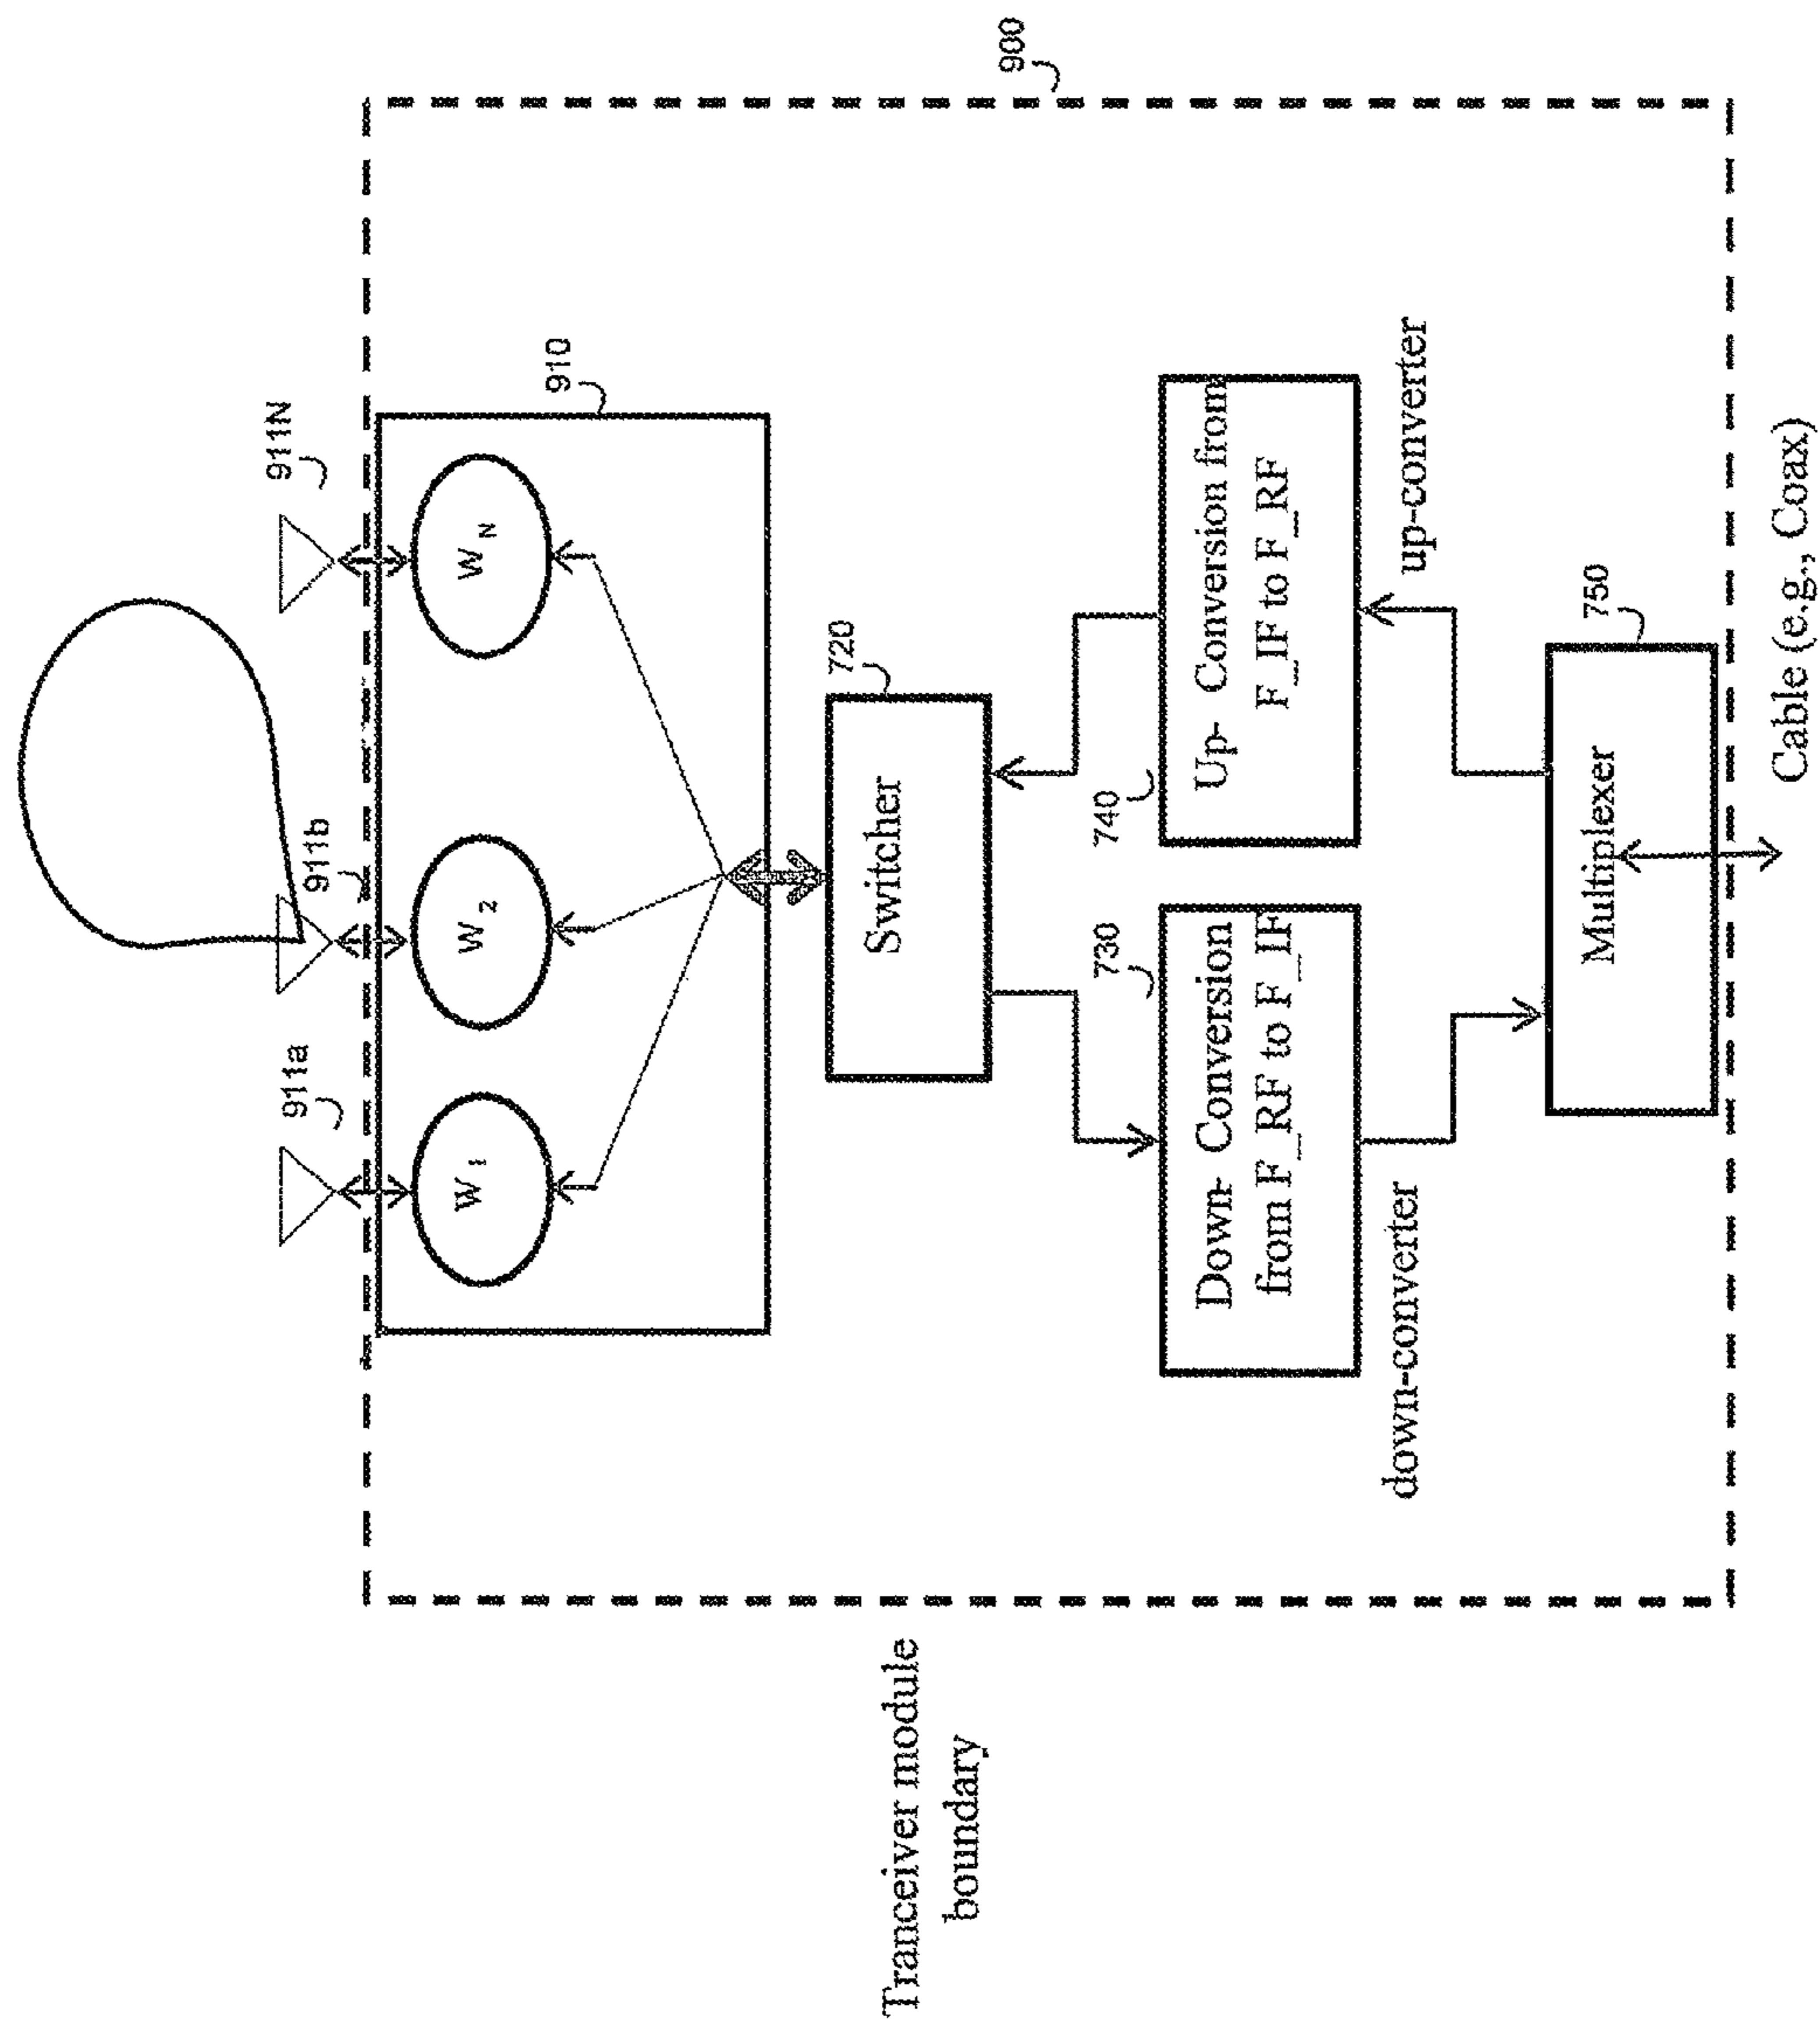 911a
911b
911N
W 1
W 2
W N
910
900
Tranceiver module
boundary
Switcher
720
730
740
Down- Conversion
from F_RF to F_IF
Up- Conversion from
F_IF to F_RF
down-converter
up-converter
750
Multiplexer
Cable (e.g., Coax)